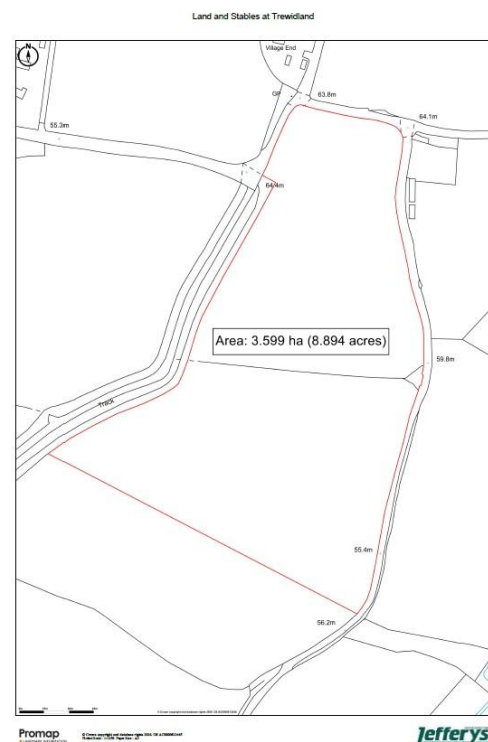 Land and Stables at Trewidland
N
Village End
GP
63.8m
64.1m
55.3m
64.4m
Area: 3.599 ha (8.894 acres)
59.8m
Track
55.4m
56.2m
Promap
Jefferys